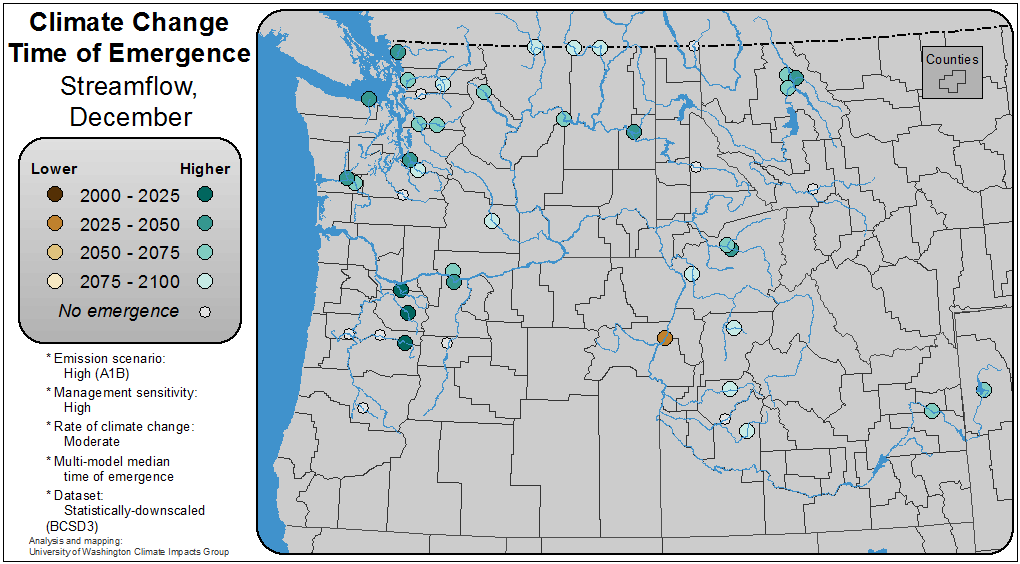 Climate Change
Time of Emergence
Streamflow,
December
Lower Higher
2000 - 2025
2025 - 2050
2050 - 2075
2075 - 2100
No emergence
* Emission scenario:
High (A1B)
* Management sensitivity:
High
* Rate of climate change:
Moderate
* Multi-model median
time of emergence
* Dataset:
Statistically-downscaled
(BCSD3)
Analysis and mapping:
University of Washington Climate Impacts Group
Counties